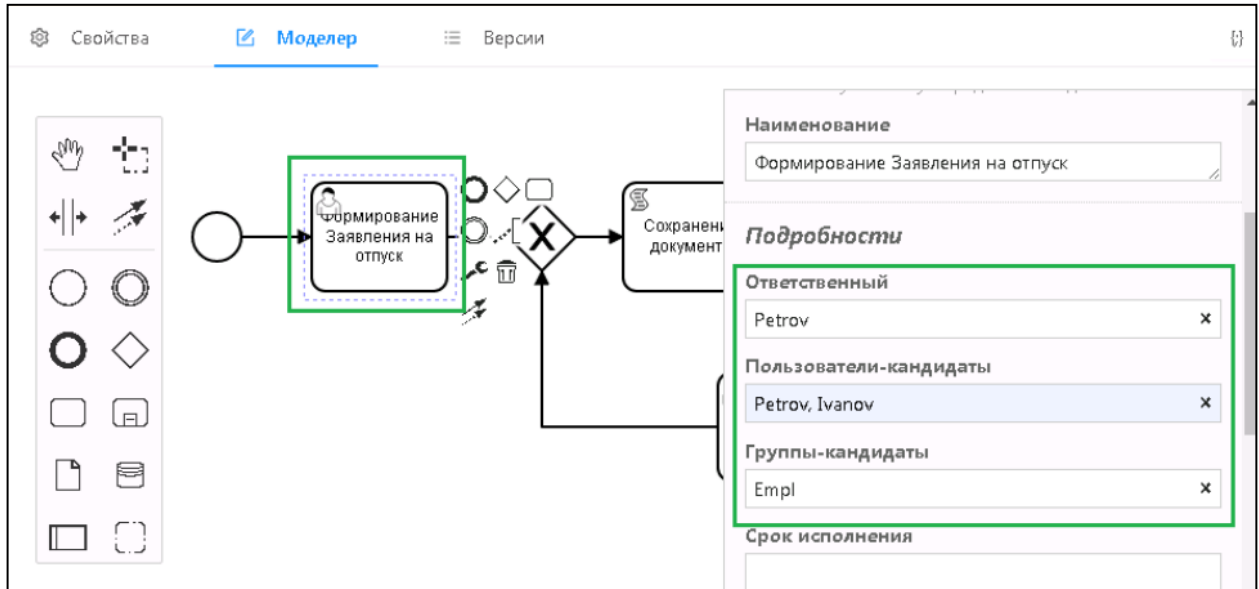 Свойства
Моделер
Версии
Формирование
Заявления на
отпуск
Наименование
Формирование Заявления на отпуск
Подробности
Ответственный
Petrov
Пользователи-кандидаты
Petrov, Ivanov
Группы-кандидаты
Empl
Срок исполнения